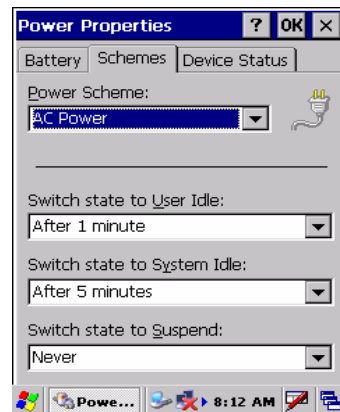 Power Properties ? OK ×
Battery Schemes Device Status
Power Scheme:
AC Power
Switch state to User Idle:
After 1 minute
Switch state to System Idle:
After 5 minutes
Switch state to Suspend:
Never
Powe... 8:12 AM